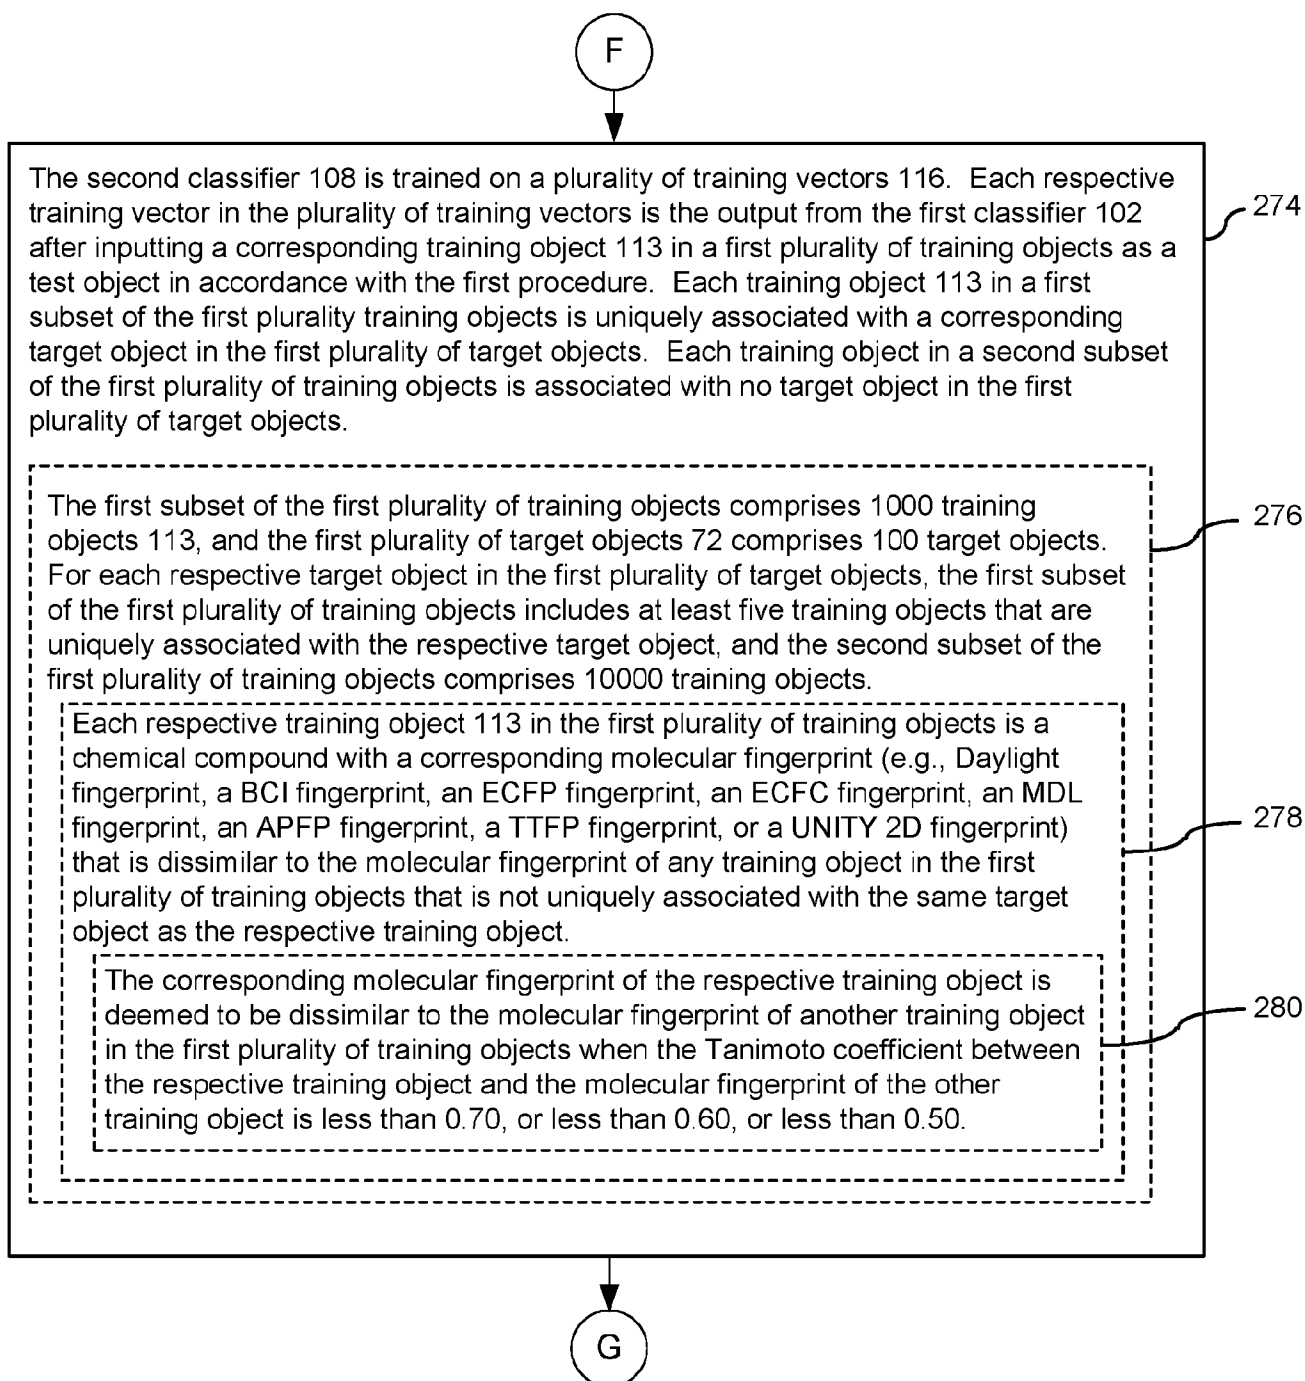 F
The second classifier 108 is trained on a plurality of training vectors 116.  Each respective
training vector in the plurality of training vectors is the output from the first classifier 102
after inputting a corresponding training object 113 in a first plurality of training objects as a
test object in accordance with the first procedure.  Each training object 113 in a first
subset of the first plurality training objects is uniquely associated with a corresponding
target object in the first plurality of target objects.  Each training object in a second subset
of the first plurality of training objects is associated with no target object in the first
plurality of target objects.
274
The first subset of the first plurality of training objects comprises 1000 training
objects 113, and the first plurality of target objects 72 comprises 100 target objects.
For each respective target object in the first plurality of target objects, the first subset
of the first plurality of training objects includes at least five training objects that are
uniquely associated with the respective target object, and the second subset of the
first plurality of training objects comprises 10000 training objects.
276
Each respective training object 113 in the first plurality of training objects is a
chemical compound with a corresponding molecular fingerprint (e.g., Daylight
fingerprint, a BCI fingerprint, an ECFP fingerprint, an ECFC fingerprint, an MDL
fingerprint, an APFP fingerprint, a TTFP fingerprint, or a UNITY 2D fingerprint)
that is dissimilar to the molecular fingerprint of any training object in the first
plurality of training objects that is not uniquely associated with the same target
object as the respective training object.
278
The corresponding molecular fingerprint of the respective training object is
deemed to be dissimilar to the molecular fingerprint of another training object
in the first plurality of training objects when the Tanimoto coefficient between
the respective training object and the molecular fingerprint of the other
training object is less than 0.70, or less than 0.60, or less than 0.50.
280
G